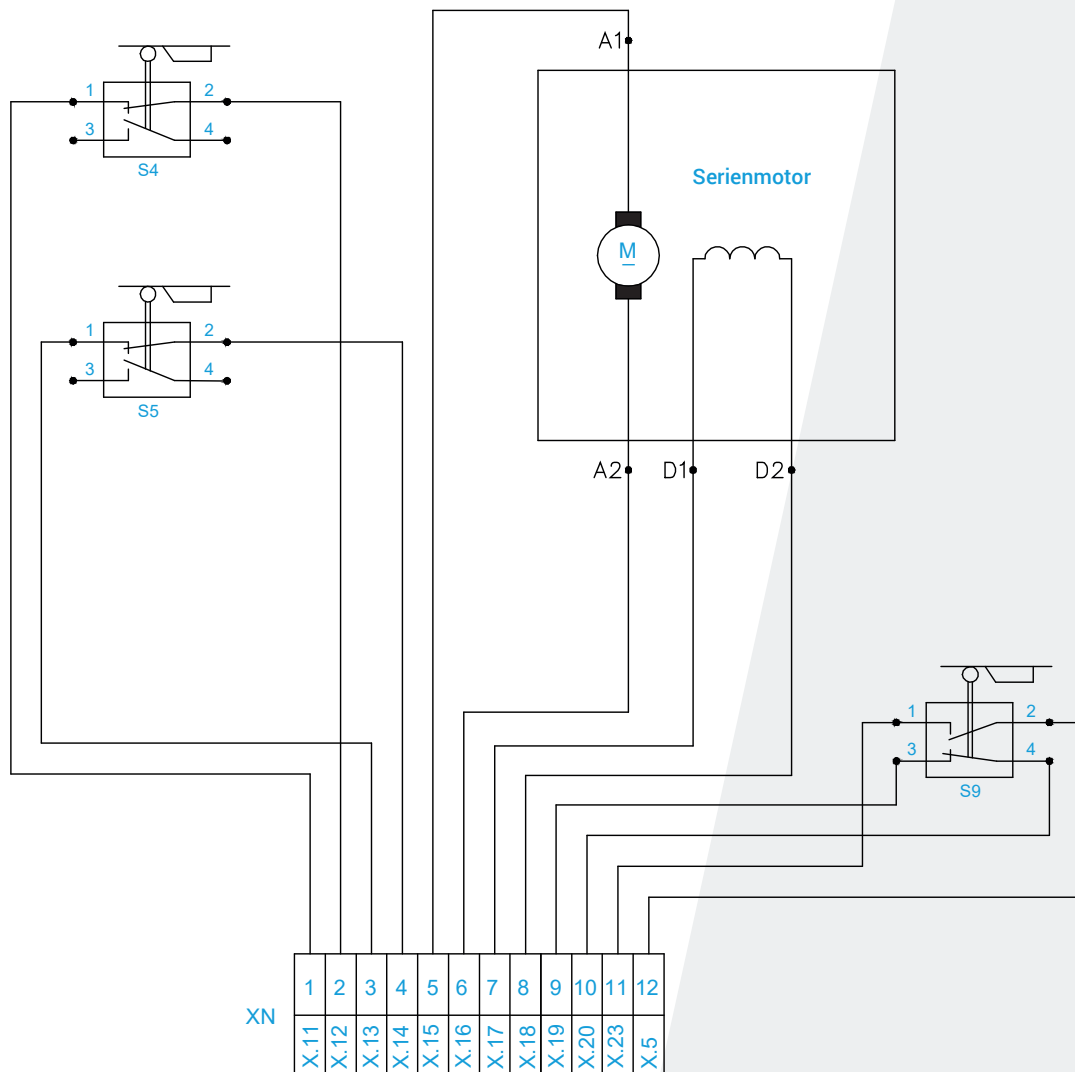 A1
1 2
3 4
S4
Serienmotor
M
1 2
3 4
S5
A2 D1 D2
1 2
3 4
S9
XN
1 2 3 4 5 6 7 8 9 10 11 12
X.11 X.12 X.13 X.14 X.15 X.16 X.17 X.18 X.19 X.20 X.23 X.5